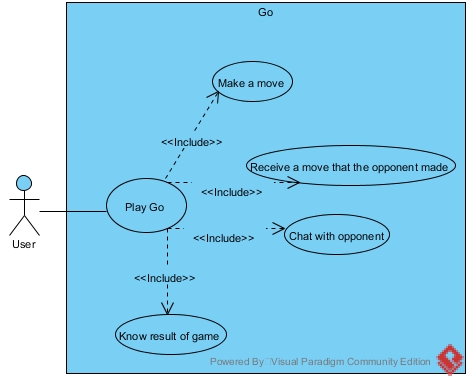 Go
Make a move
<<Include>>
Receive a move that the opponent made
<<Include>>
Play Go
User
Chat with opponent
<<Include>>
<<Include>>
Know result of game
Powered By Visual Paradigm Community Edition